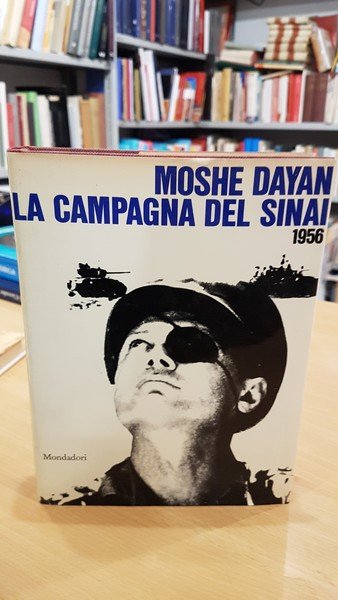 MOSHE DAYAN
LA CAMPAGNA DEL SINAI
1956
Mondadori